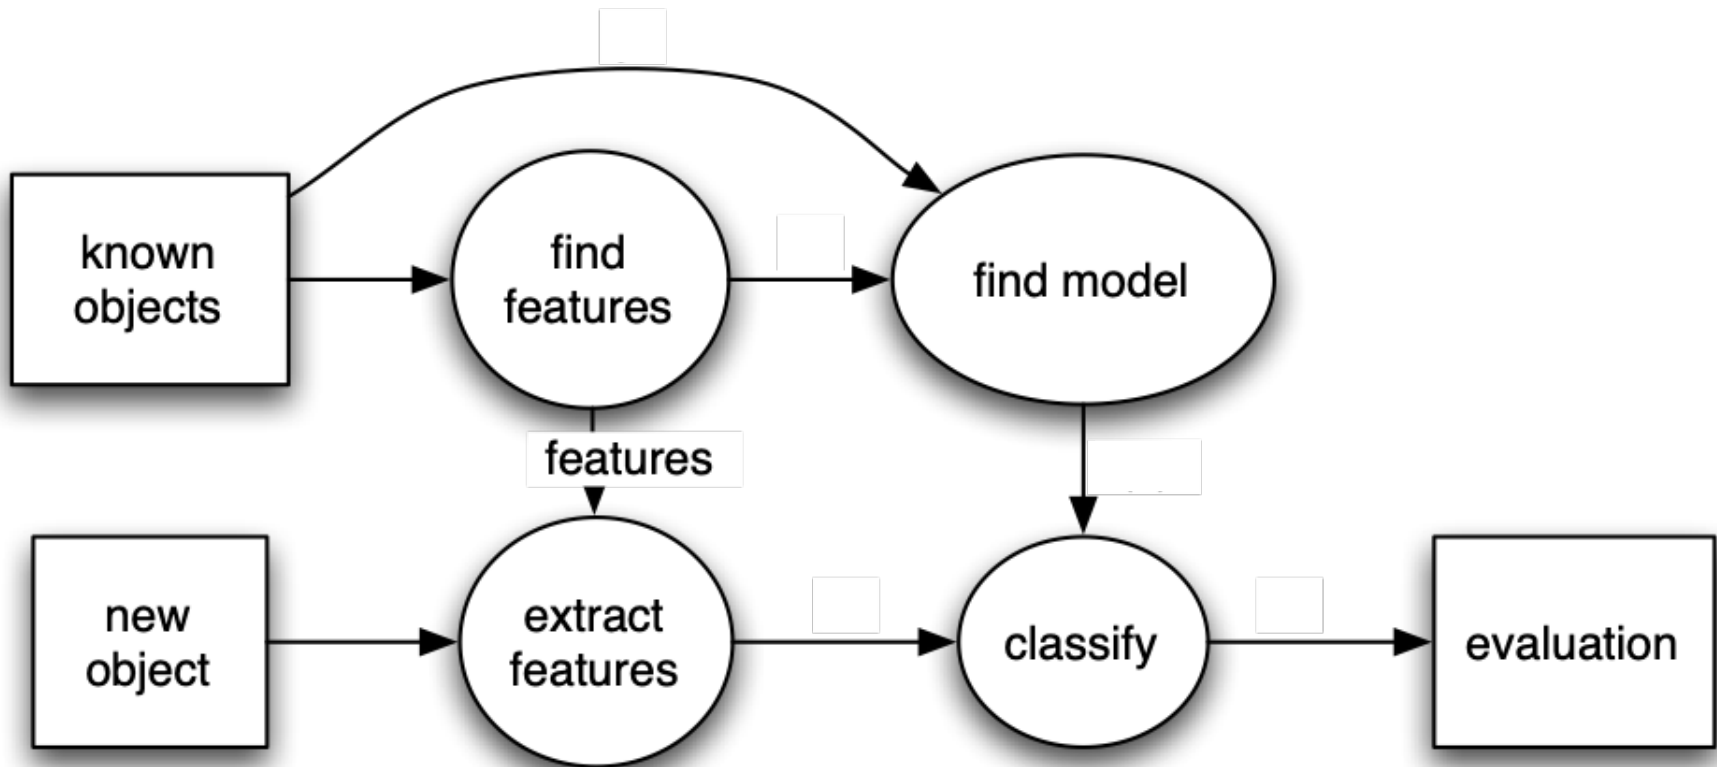 known
objects
find
features
find model
features
new
object
extract
features
classify
evaluation